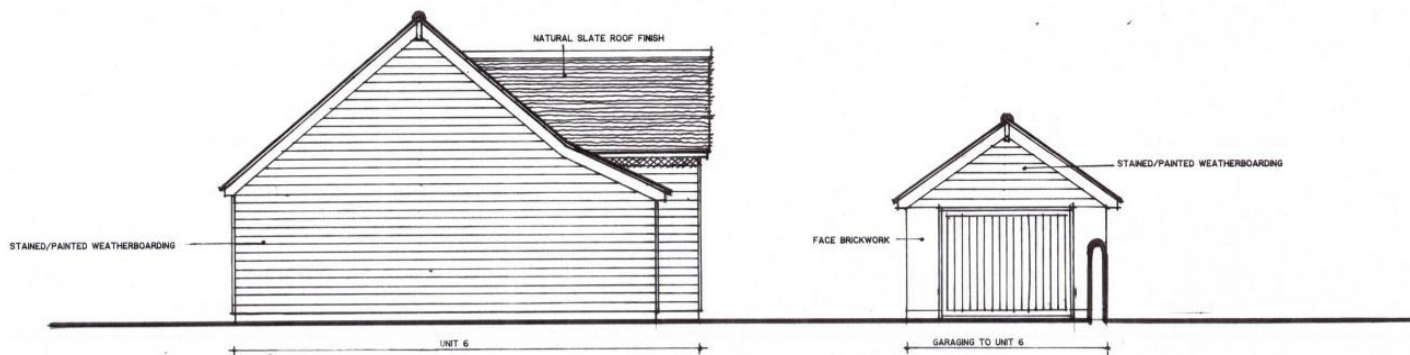 NATURAL SLATE ROOF FINISH
STAINED/PAINTED WEATHERBOARDING
STAINED/PAINTED WEATHERBOARDING
FACE BRICKWORK
UNIT 6
GARAGING TO UNIT 6